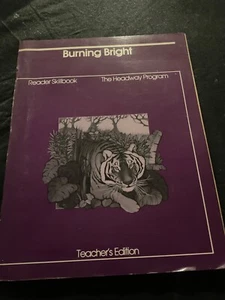 Burning Bright
Reader Skillbook The Headway Program
Teacher's Edition